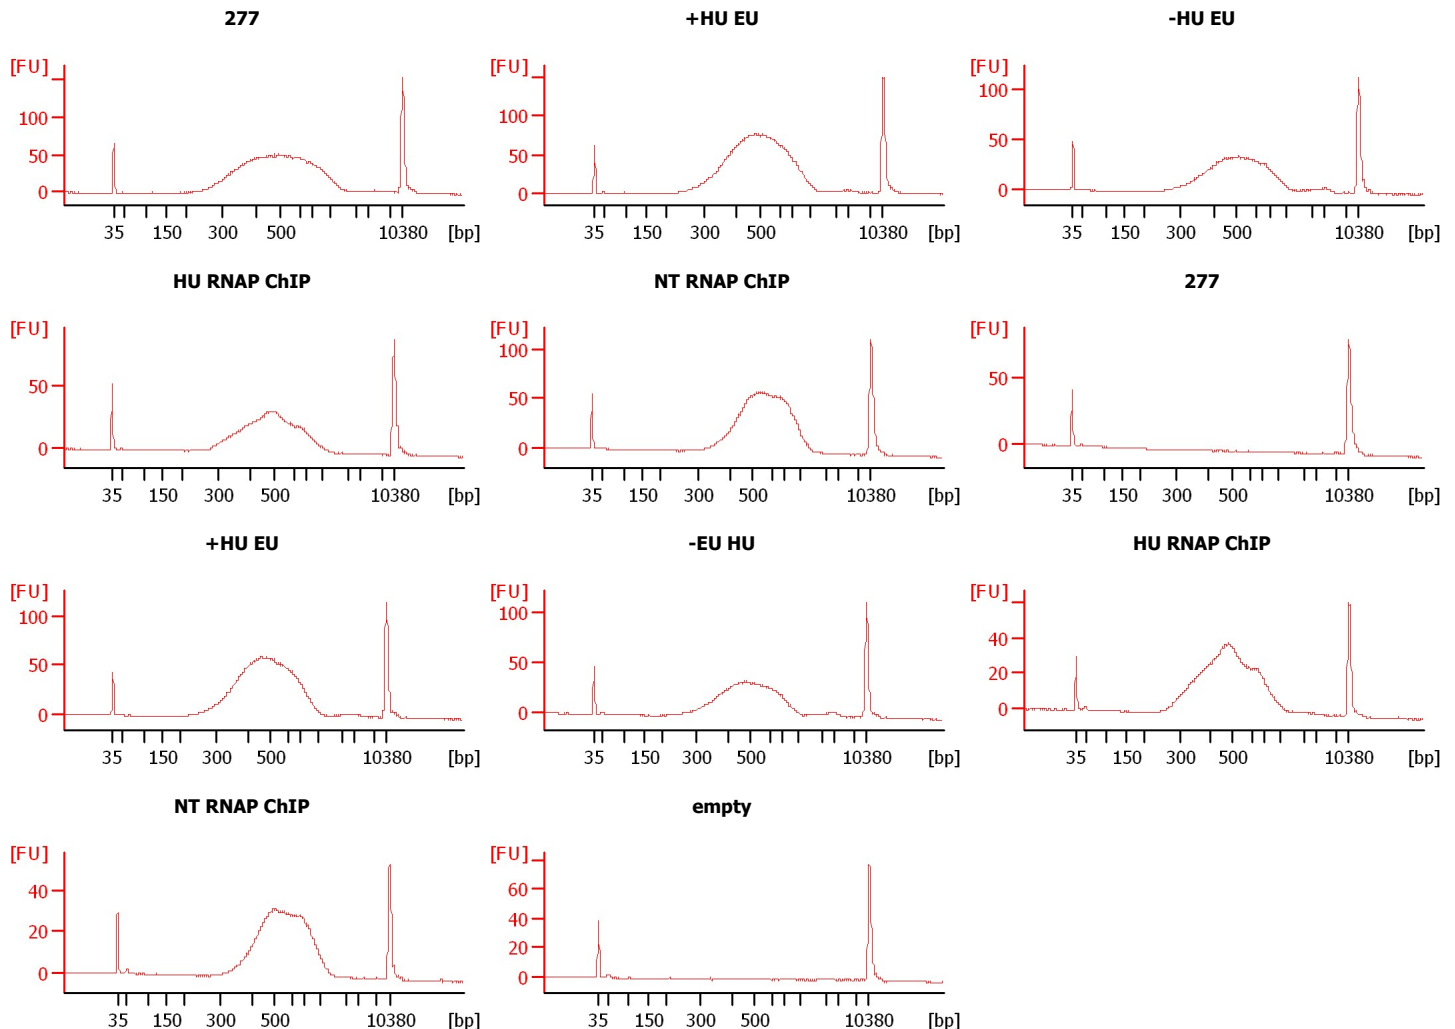 277 +HU EU -HU EU
[FU] [FU] [FU]
100 50 0 100 50 0 100 50 0
35 150 300 500 10380 [bp] 35 150 300 500 10380 [bp] 35 150 300 500 10380 [bp]
HU RNAP ChIP NT RNAP ChIP 277
[FU] [FU] [FU]
50 0 100 50 0 50 0
35 150 300 500 10380 [bp] 35 150 300 500 10380 [bp] 35 150 300 500 10380 [bp]
+HU EU -EU HU HU RNAP ChIP
[FU] [FU] [FU]
100 50 0 100 50 0 40 20 0
35 150 300 500 10380 [bp] 35 150 300 500 10380 [bp] 35 150 300 500 10380 [bp]
NT RNAP ChIP empty
[FU] [FU]
40 20 0 60 40 20 0
35 150 300 500 10380 [bp] 35 150 300 500 10380 [bp]